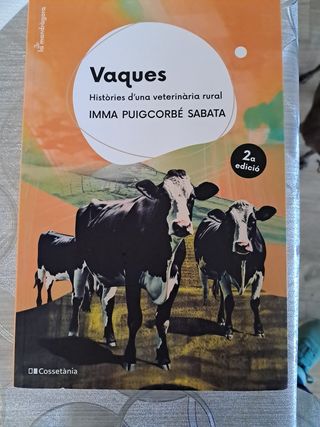 la mandràgora
Vaques
Històries d'una veterinària rural
IMMA PUIGCORBÉ SABATA
2a
edició
Cossetània